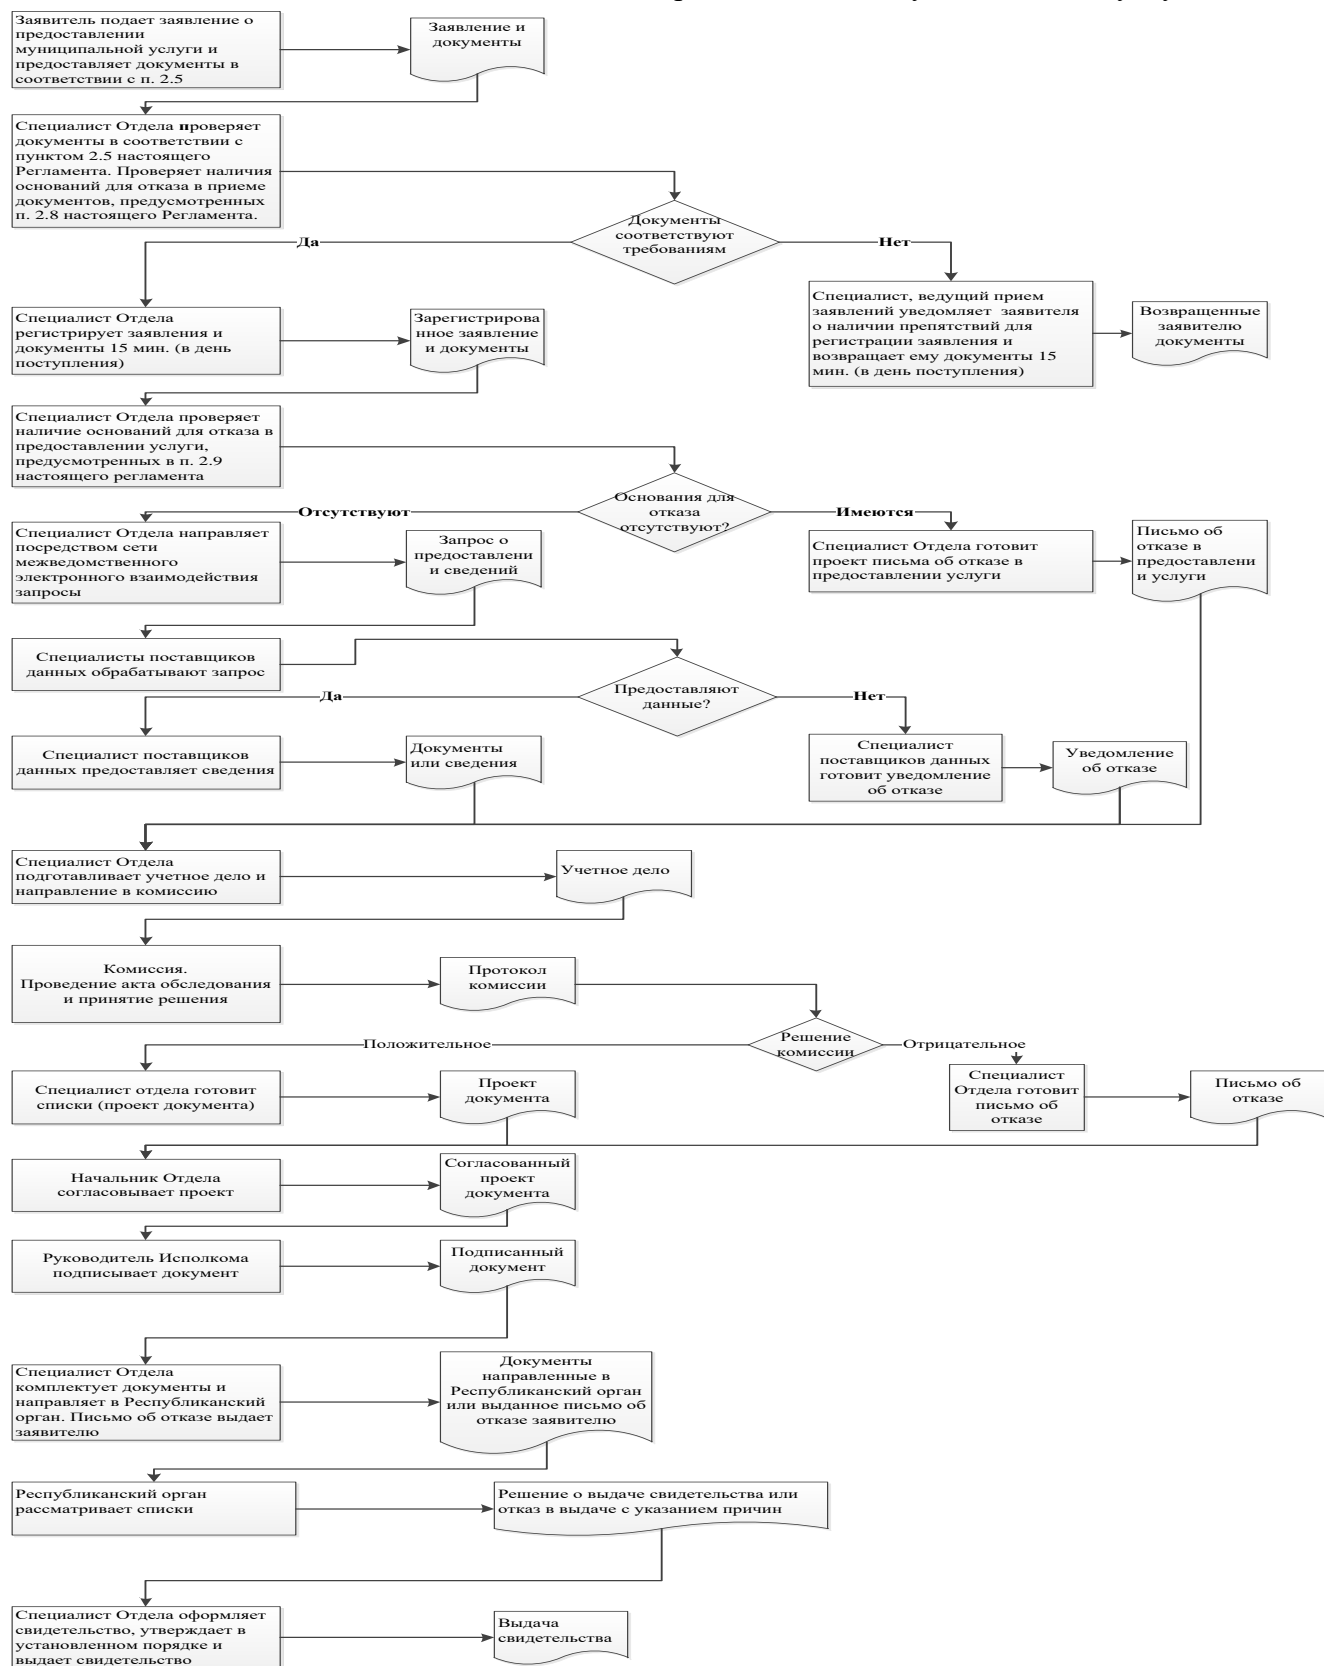 Заявитель подает заявление о
предоставлении
муниципальной услуги и
предоставляет документы в
соответствии с п. 2.5
Заявление и
документы
Специалист Отдела проверяет
документы в соответствии с
пунктом 2.5 настоящего
Регламента. Проверяет наличия
оснований для отказа в приеме
документов, предусмотренных
п. 2.8 настоящего Регламента.
Документы
соответствуют
требованиям
Да
Нет
Специалист Отдела
регистрирует заявления и
документы 15 мин. (в день
поступления)
Зарегистрирова
нное заявление
и документы
Специалист, ведущий прием
заявлений уведомляет заявителя
о наличии препятствий для
регистрации заявления и
возвращает ему документы 15
мин. (в день поступления)
Возвращенные
заявителю
документы
Специалист Отдела проверяет
наличие оснований для отказа в
предоставлении услуги,
предусмотренных в п. 2.9
настоящего регламента
Основания для
отказа
отсутствуют?
Отсутствуют
Имеются
Специалист Отдела направляет
посредством сети
межведомственного
электронного взаимодействия
запросы
Запрос о
предоставлени
и сведений
Специалист Отдела готовит
проект письма об отказе в
предоставлении услуги
Письмо об
отказе в
предоставлени
и услуги
Специалисты поставщиков
данных обрабатывают запрос
Предоставляют
данные?
Да
Нет
Специалист поставщиков
данных предоставляет сведения
Документы
или сведения
Специалист
поставщиков данных
готовит уведомление
об отказе
Уведомление
об отказе
Специалист Отдела
подготавливает учетное дело и
направление в комиссию
Учетное дело
Комиссия.
Проведение акта обследования
и принятие решения
Протокол
комиссии
Решение
комиссии
Положительное
Отрицательное
Специалист отдела готовит
списки (проект документа)
Проект
документа
Специалист
Отдела готовит
письмо об
отказе
Письмо об
отказе
Начальник Отдела
согласовывает проект
Согласованный
проект
документа
Руководитель Исполкома
подписывает документ
Подписанный
документ
Специалист Отдела
комплектует документы и
направляет в Республиканский
орган. Письмо об отказе выдает
заявителю
Документы
направленные в
Республиканский орган
или выданное письмо об
отказе заявителю
Республиканский орган
рассматривает списки
Решение о выдаче свидетельства или
отказ в выдаче с указанием причин
Специалист Отдела оформляет
свидетельство, утверждает в
установленном порядке и
выдает свидетельство
Выдача
свидетельства